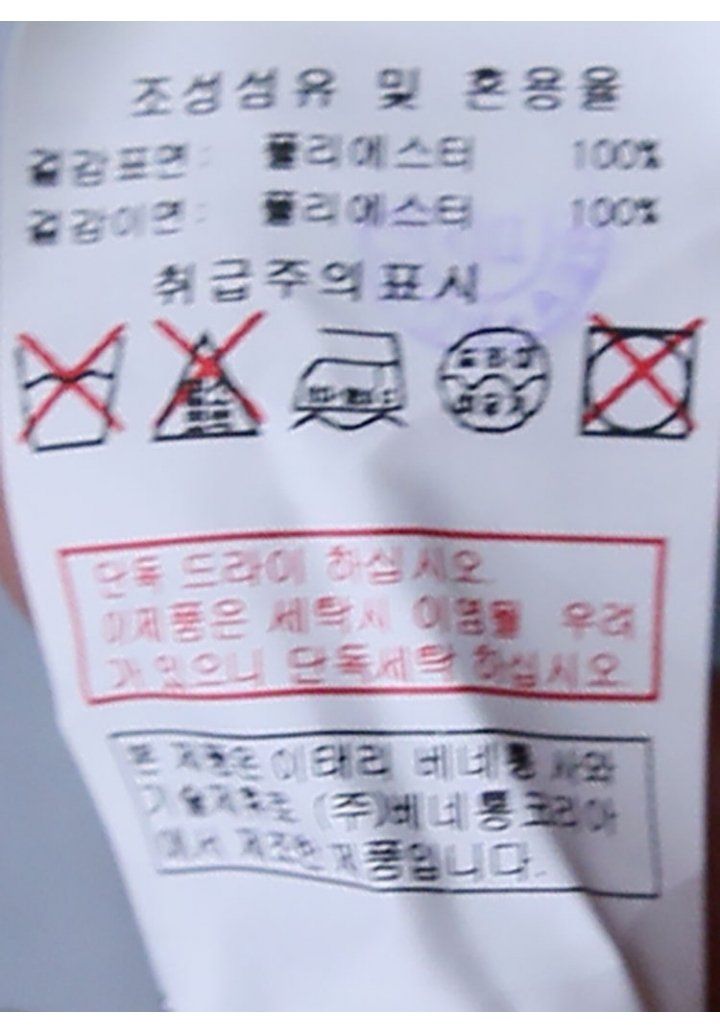 조성섬유 및 혼용율
겉감표면: 폴리에스터 100%
겉감이면: 폴리에스터 100%
취급주의표시
단독 드라이 하십시오.
이제품은 세탁시 이염될 우려
가 있으니 단독세탁 하십시오.
본 제품은 이태리 베네통 사와
기술제휴로 (주)베네통코리아
에서 제조한 제품입니다.